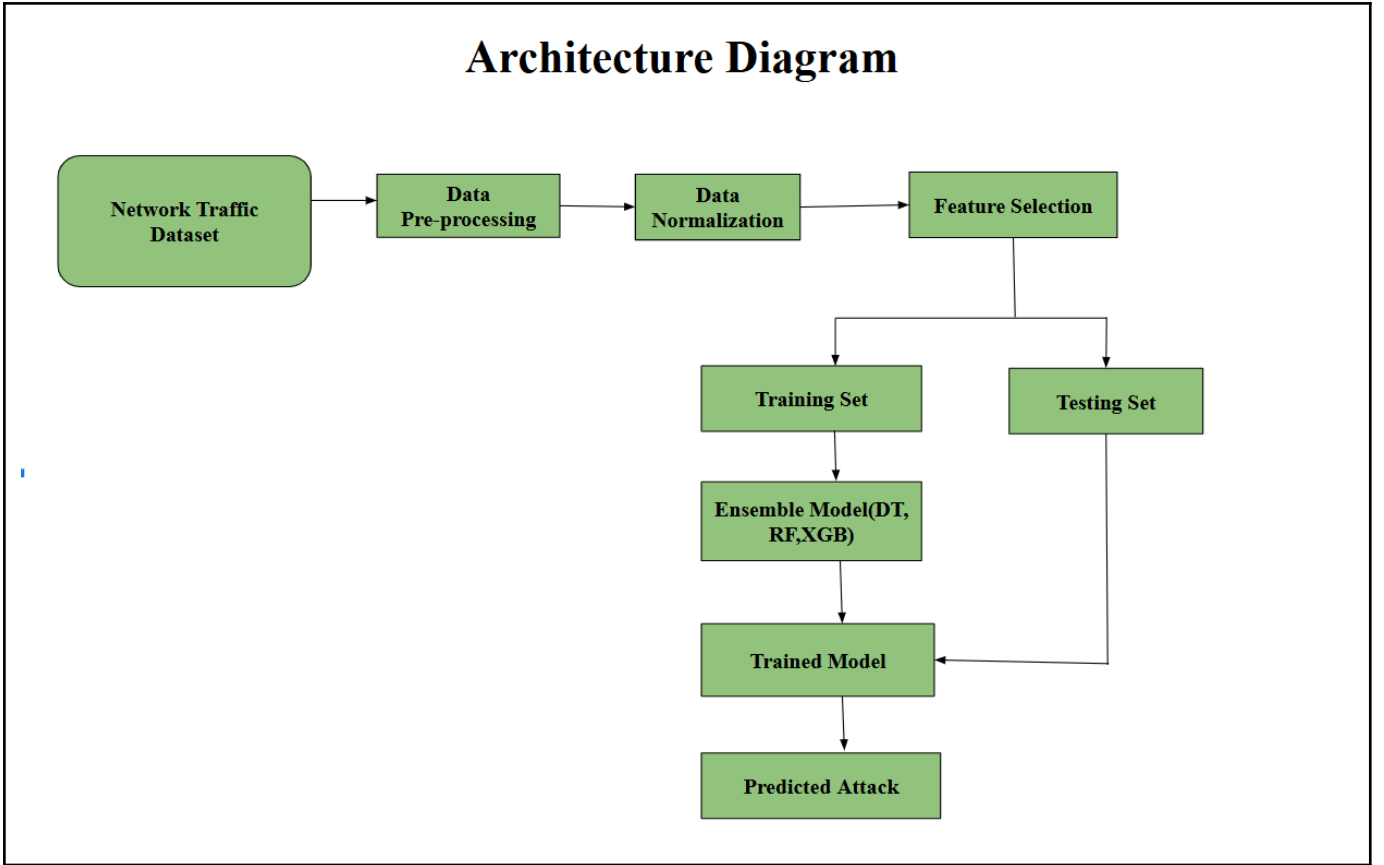 Architecture Diagram
Network Traffic
Dataset
Data
Pre-processing
Data
Normalization
Feature Selection
Training Set
Testing Set
Ensemble Model(DT,
RF,XGB)
Trained Model
Predicted Attack